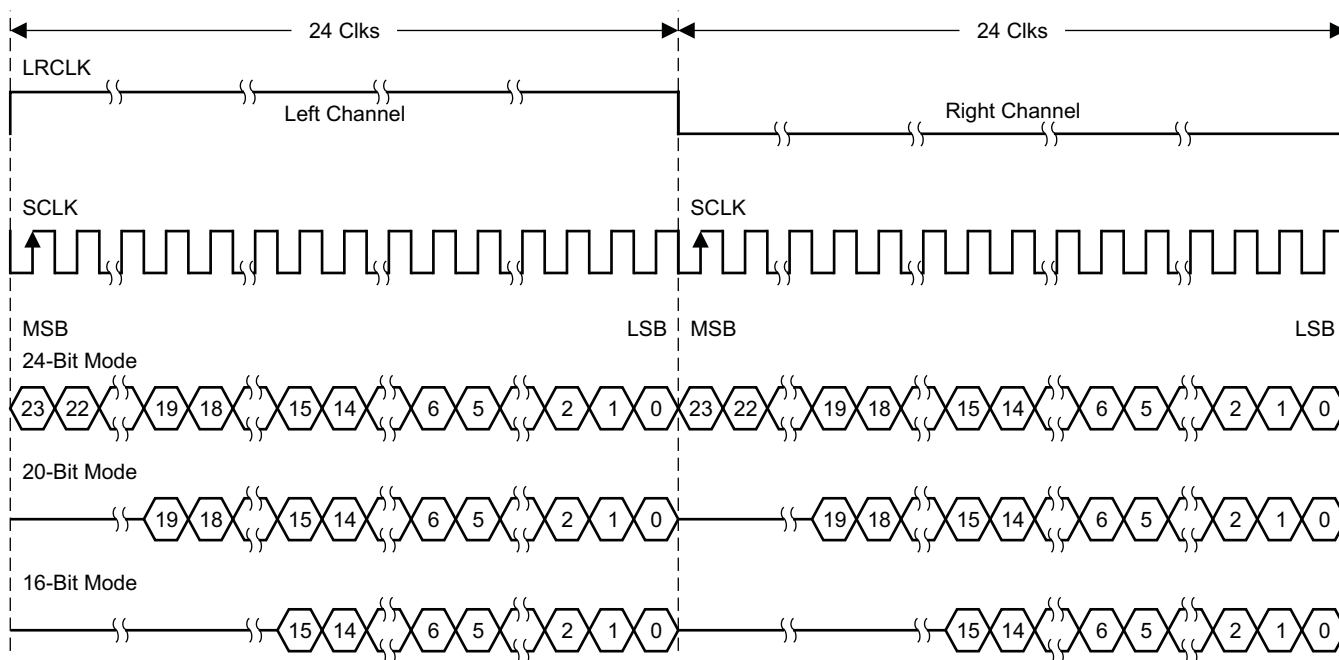 24 Clks 24 Clks
LRCLK
Left Channel Right Channel
SCLK SCLK
MSB LSB MSB LSB
24-Bit Mode
23 22 19 18 15 14 6 5 2 1 0 23 22 19 18 15 14 6 5 2 1 0
20-Bit Mode
19 18 15 14 6 5 2 1 0 19 18 15 14 6 5 2 1 0
16-Bit Mode
15 14 6 5 2 1 0 15 14 6 5 2 1 0